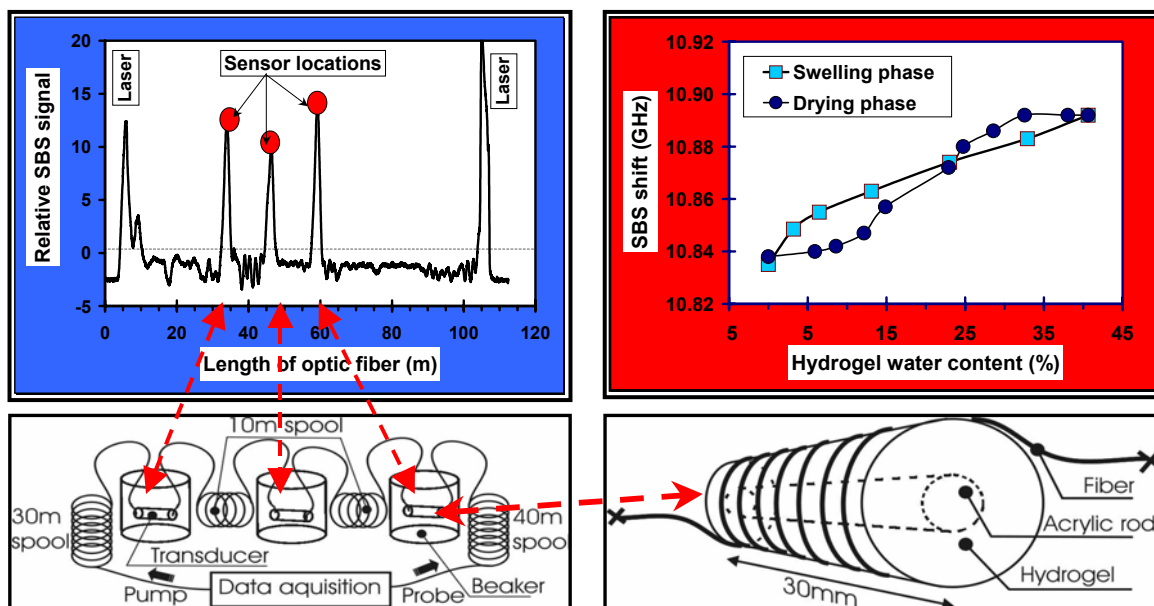 20
15
10
5
0
-5
Relative SBS signal
Laser
Sensor locations
Laser
0
20
40
60
80
100
120
Length of optic fiber (m)
10.92
10.90
10.88
10.86
10.84
10.82
SBS shift (GHz)
Swelling phase
Drying phase
5
5
15
25
35
45
Hydrogel water content (%)
10m spool
30m
spool
40m
spool
Transducer
Data aquisition
Beaker
Pump
Probe
Fiber
Acrylic rod
Hydrogel
30mm